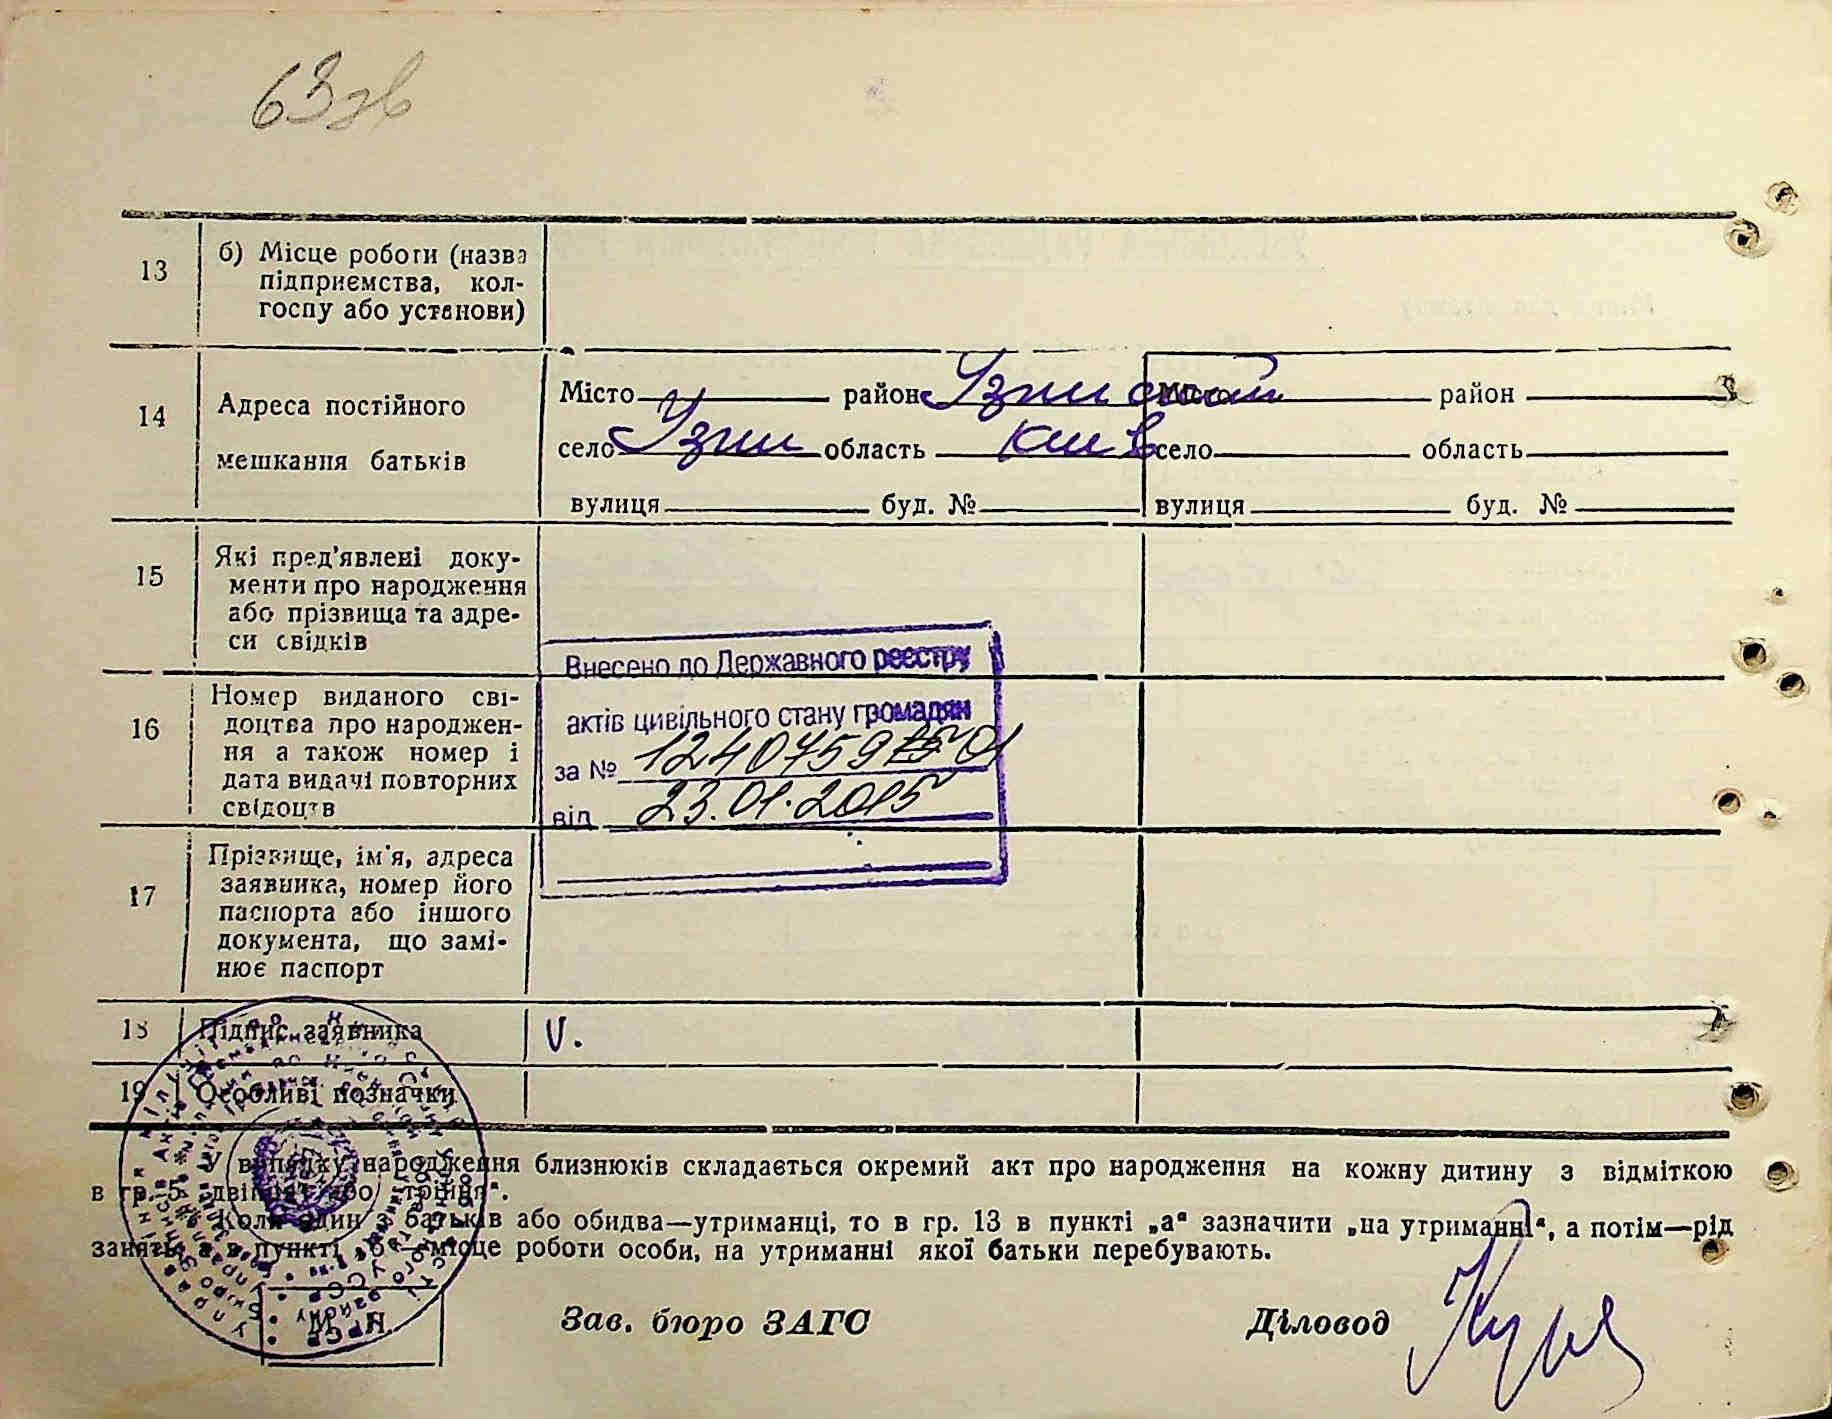 63зв
13
б) Місце роботи (назва
підприємства, кол-
госпу або установи)
14
Адреса постійного
мешкання батьків
Місто район Узинський
село Узин область Київ
вулиця буд. №
Місто район
село область
вулиця буд. №
15
Які пред'явлені доку-
менти про народження
або прізвища та адре-
си свідків
16
Номер виданого сві-
доцтва про народжен-
ня а також номер і
дата видачі повторних
свідоцтв
Внесено до Державного реєстру
актів цивільного стану громадян
за №
від 23.01.2015
17
Прізвище, ім'я, адреса
заявника, номер його
паспорта або іншого
документа, що замі-
нює паспорт
18
Підпис заявника
V.
19
Особливі позначки
У випадку народження близнюків складається окремий акт про народження на кожну дитину з відміткою
в гр. 5 „двійня" або „трійня".
Коли один з батьків або обидва—утриманці, то в гр. 13 в пункті „а" зазначити „на утриманні", а потім—рід
занять, а в пункті „б"—місце роботи особи, на утриманні якої батьки перебувають.
М. П.
Зав. бюро ЗАГС
Діловод